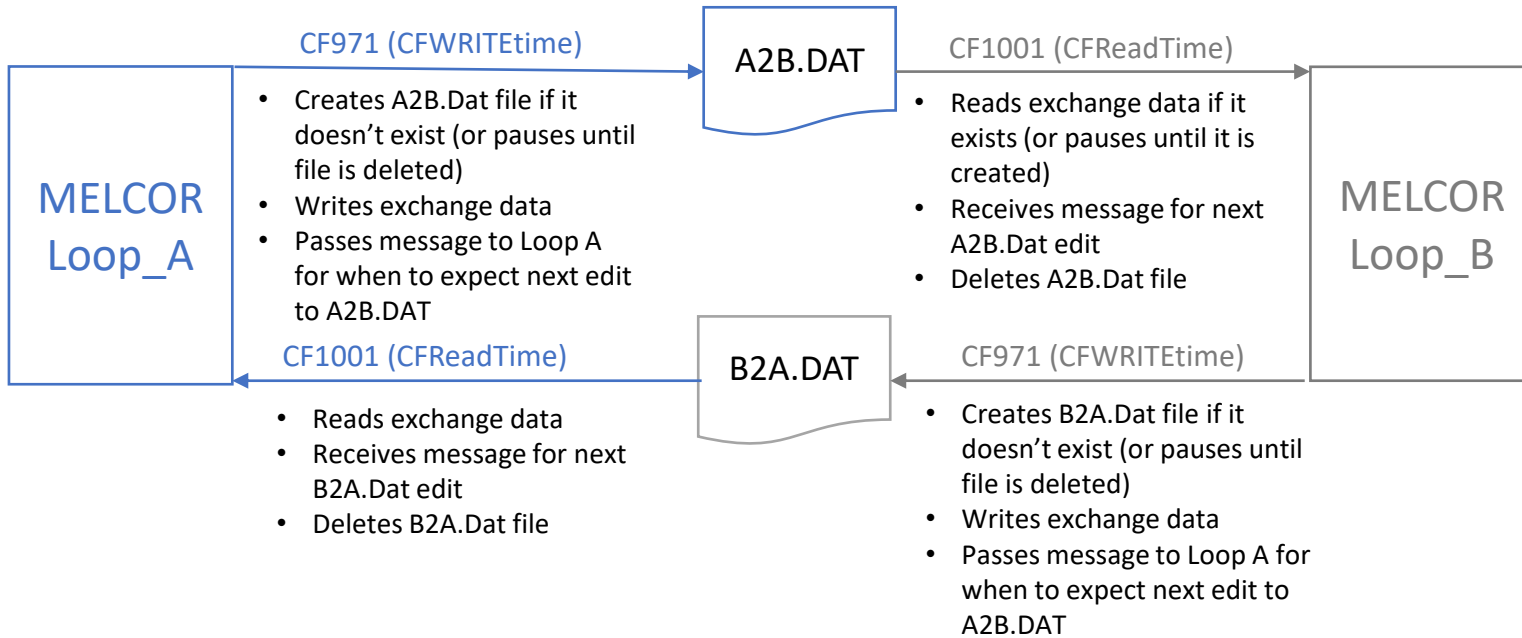 CF971 (CFWRITEtime)
A2B.DAT
CF1001 (CFReadTime)
MELCOR
Loop_A
• Creates A2B.Dat file if it
doesn’t exist (or pauses until
file is deleted)
• Writes exchange data
• Passes message to Loop A
for when to expect next edit
to A2B.DAT
• Reads exchange data if it
exists (or pauses until it is
created)
• Receives message for next
A2B.Dat edit
• Deletes A2B.Dat file
MELCOR
Loop_B
CF1001 (CFReadTime)
B2A.DAT
CF971 (CFWRITEtime)
• Reads exchange data
• Receives message for next
B2A.Dat edit
• Deletes B2A.Dat file
• Creates B2A.Dat file if it
doesn’t exist (or pauses until
file is deleted)
• Writes exchange data
• Passes message to Loop A for
when to expect next edit to
A2B.DAT